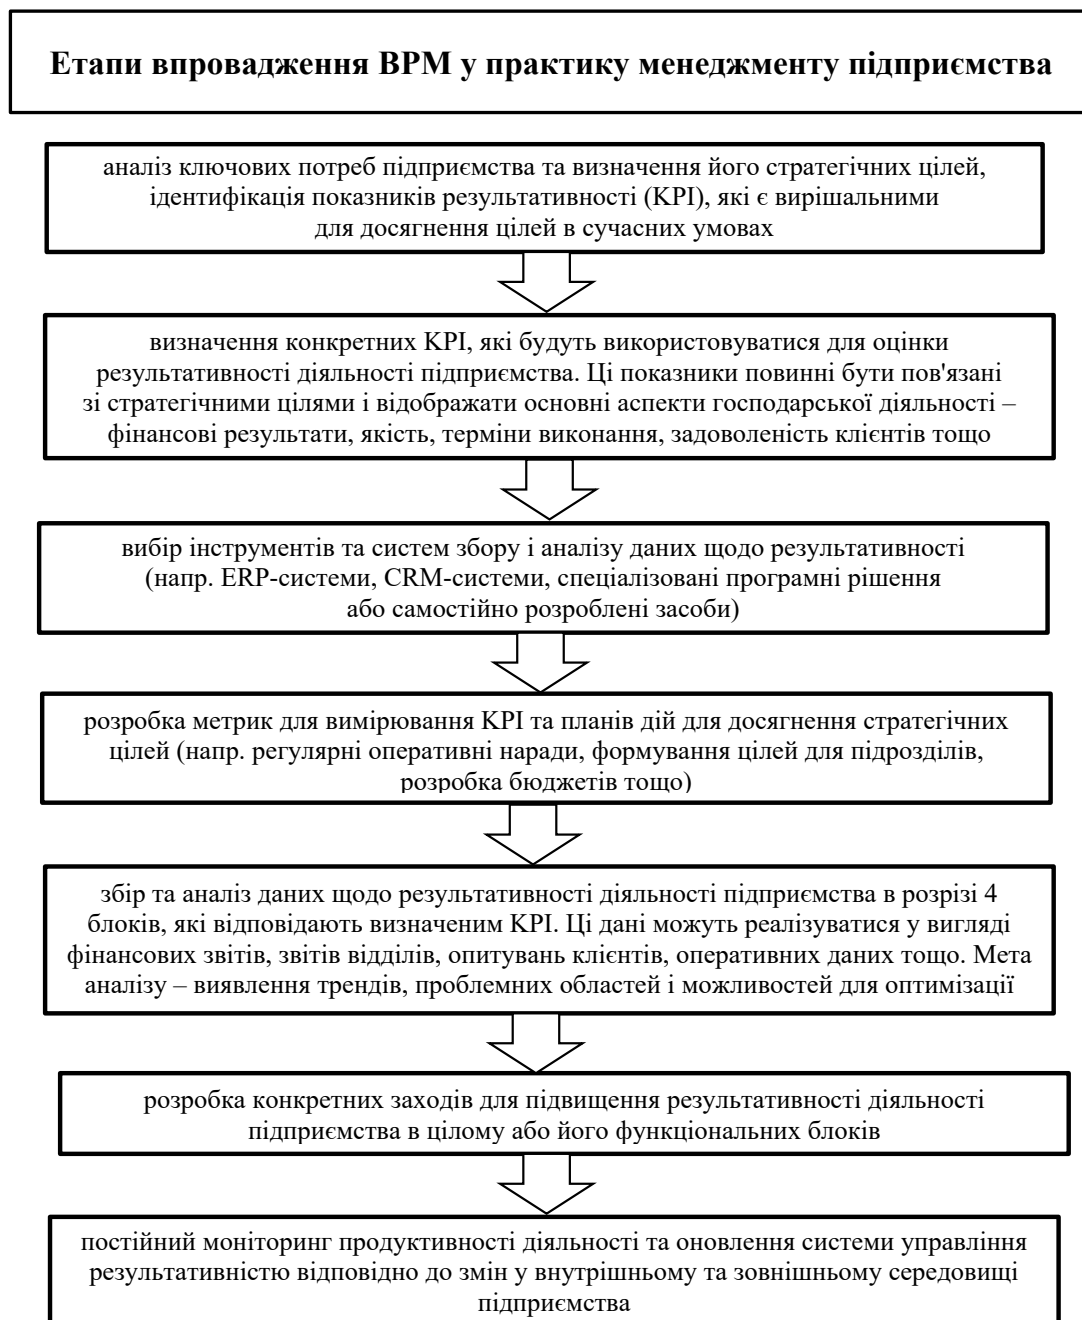 Етапи впровадження BPM у практику менеджменту підприємства
аналіз ключових потреб підприємства та визначення його стратегічних цілей,
ідентифікація показників результативності (KPI), які є вирішальними
для досягнення цілей в сучасних умовах
визначення конкретних KPI, які будуть використовуватися для оцінки
результативності діяльності підприємства. Ці показники повинні бути пов'язані
зі стратегічними цілями і відображати основні аспекти господарської діяльності –
фінансові результати, якість, терміни виконання, задоволеність клієнтів тощо
вибір інструментів та систем збору і аналізу даних щодо результативності
(напр. ERP-системи, CRM-системи, спеціалізовані програмні рішення
або самостійно розроблені засоби)
розробка метрик для вимірювання KPI та планів дій для досягнення стратегічних
цілей (напр. регулярні оперативні наради, формування цілей для підрозділів,
розробка бюджетів тощо)
збір та аналіз даних щодо результативності діяльності підприємства в розрізі 4
блоків, які відповідають визначеним KPI. Ці дані можуть реалізуватися у вигляді
фінансових звітів, звітів відділів, опитувань клієнтів, оперативних даних тощо. Мета
аналізу – виявлення трендів, проблемних областей і можливостей для оптимізації
розробка конкретних заходів для підвищення результативності діяльності
підприємства в цілому або його функціональних блоків
постійний моніторинг продуктивності діяльності та оновлення системи управління
результативністю відповідно до змін у внутрішньому та зовнішньому середовищі
підприємства